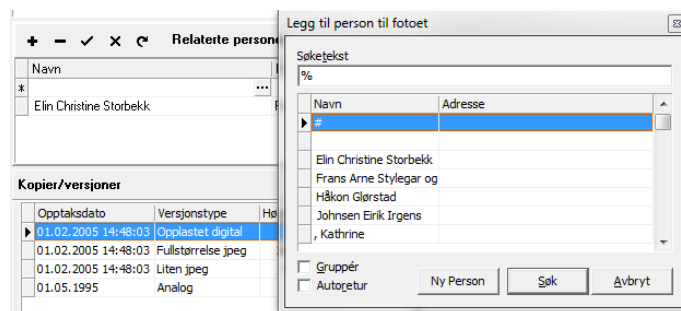 Relaterte persone
Navn
Elin Christine Storbekk
Kopier/versjoner
Opptaksdato Versjonstype Hø
01.02.2005 14:48:03 Opplastet digital
01.02.2005 14:48:03 Fullstørrelse jpeg
01.02.2005 14:48:03 Liten jpeg
01.05.1995 Analog
Legg til person til fotoet
Søketekst
%
Navn Adresse
#
Elin Christine Storbekk
Frans Arne Stylegar og
Håkon Glørstad
Johnsen Eirik Irgens
, Kathrine
Gruppér
Autoretur
Ny Person Søk Avbryt